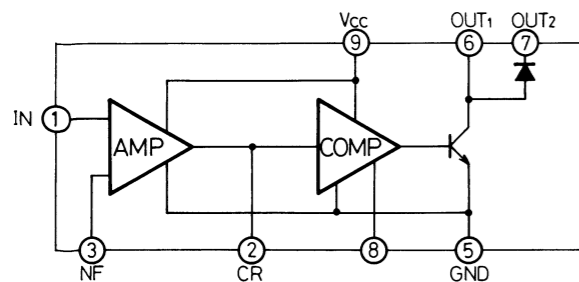 Vcc OUT₁ OUT₂
9 6 7
IN 1
AMP COMP
3 2 8 5
NF CR GND